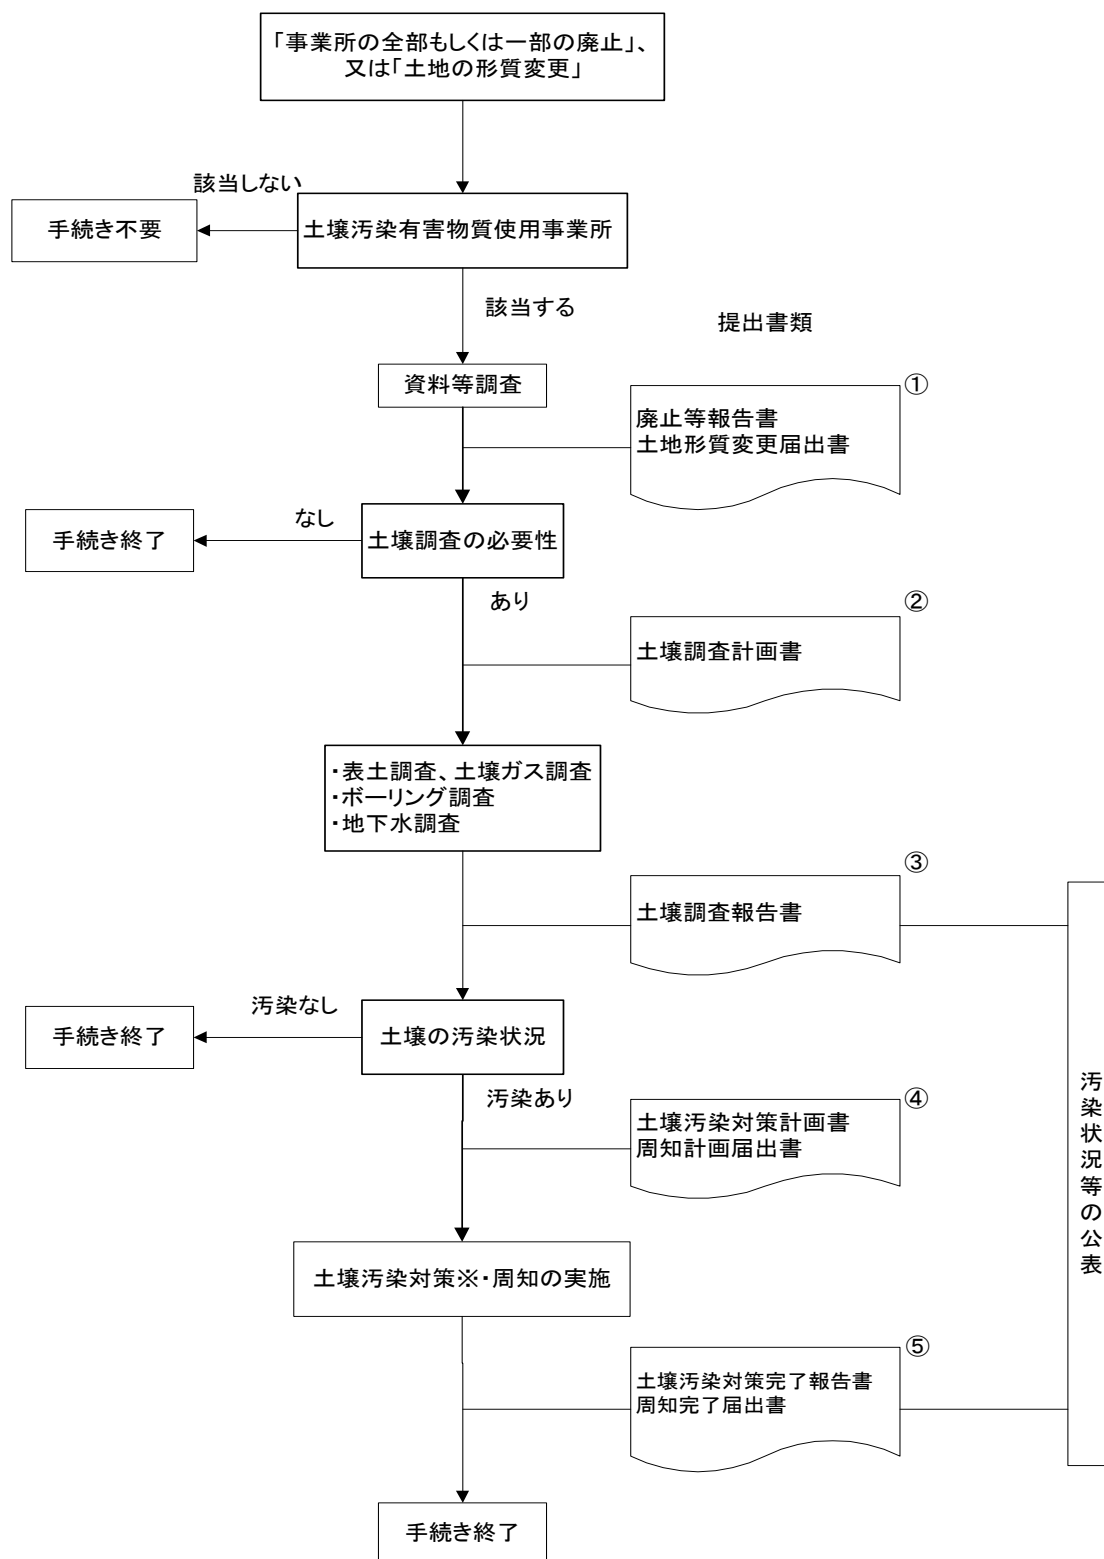 「事業所の全部もしくは一部の廃止」、
又は「土地の形質変更」
該当しない
手続き不要
土壌汚染有害物質使用事業所
該当する
提出書類
資料等調査
①
廃止等報告書
土地形質変更届出書
なし
手続き終了
土壌調査の必要性
あり
②
土壌調査計画書
・表土調査、土壌ガス調査
・ボーリング調査
・地下水調査
③
土壌調査報告書
汚染なし
手続き終了
土壌の汚染状況
汚染あり
④
土壌汚染対策計画書
周知計画届出書
汚染状況等の公表
土壌汚染対策※・周知の実施
⑤
土壌汚染対策完了報告書
周知完了届出書
手続き終了